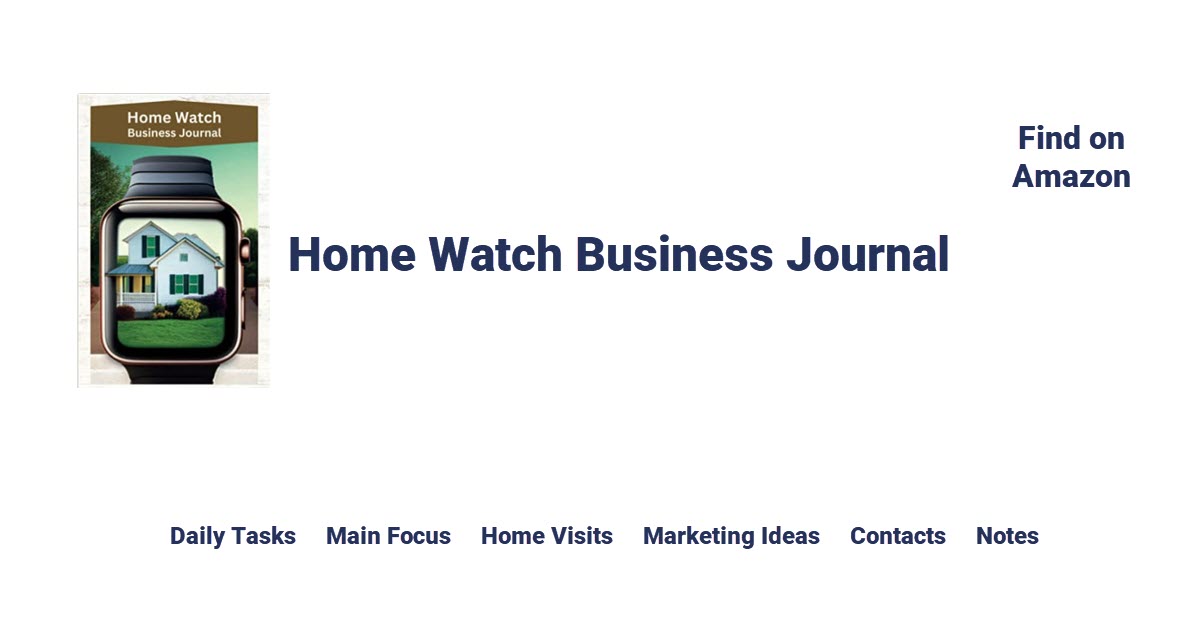 Home Watch
Business Journal
Find on
Amazon
Home Watch Business Journal
Daily Tasks Main Focus Home Visits Marketing Ideas Contacts Notes